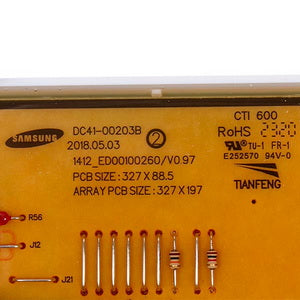 SAMSUNG
DC41-00203B
2018.05.03
2
1412_ED00100260/V0.97
PCB SIZE : 327 X 88.5
ARRAY PCB SIZE : 327 X 197
CTI 600
RoHS 2320
TU-1 FR-1
E252570 94V-0
TIANFENG
R56
J12
J21